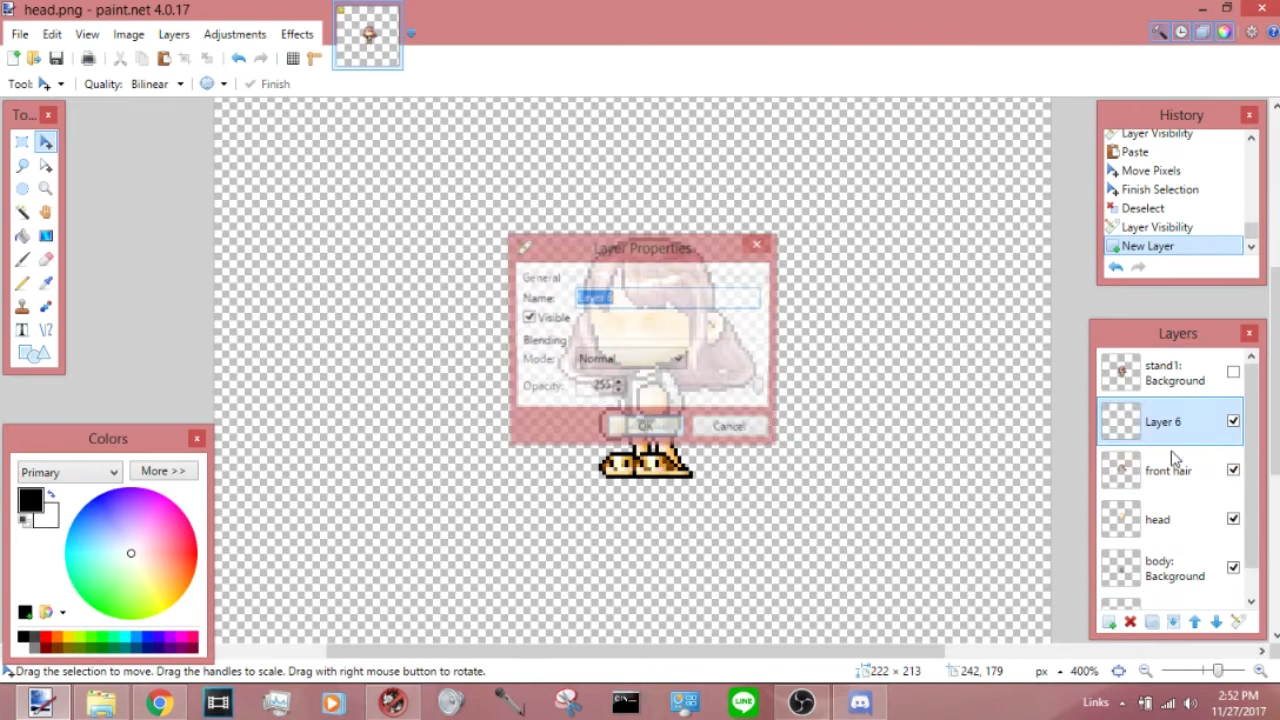 head.png - paint.net 4.0.17
File Edit View Image Layers Adjustments Effects
Tool: Quality: Bilinear Finish
To...
History
Layer Visibility
Paste
Move Pixels
Finish Selection
Deselect
Layer Visibility
New Layer
Layer Properties
General
Name: Layer 6
Visible
Blending
Mode: Normal
Opacity: 255
OK Cancel
Layers
stand1:
Background
Layer 6
front hair
head
body:
Background
Colors
Primary More >>
Drag the selection to move. Drag the handles to scale. Drag with right mouse button to rotate.
222 × 213 242, 179 px 400%
LINE
Links
2:52 PM
11/27/2017